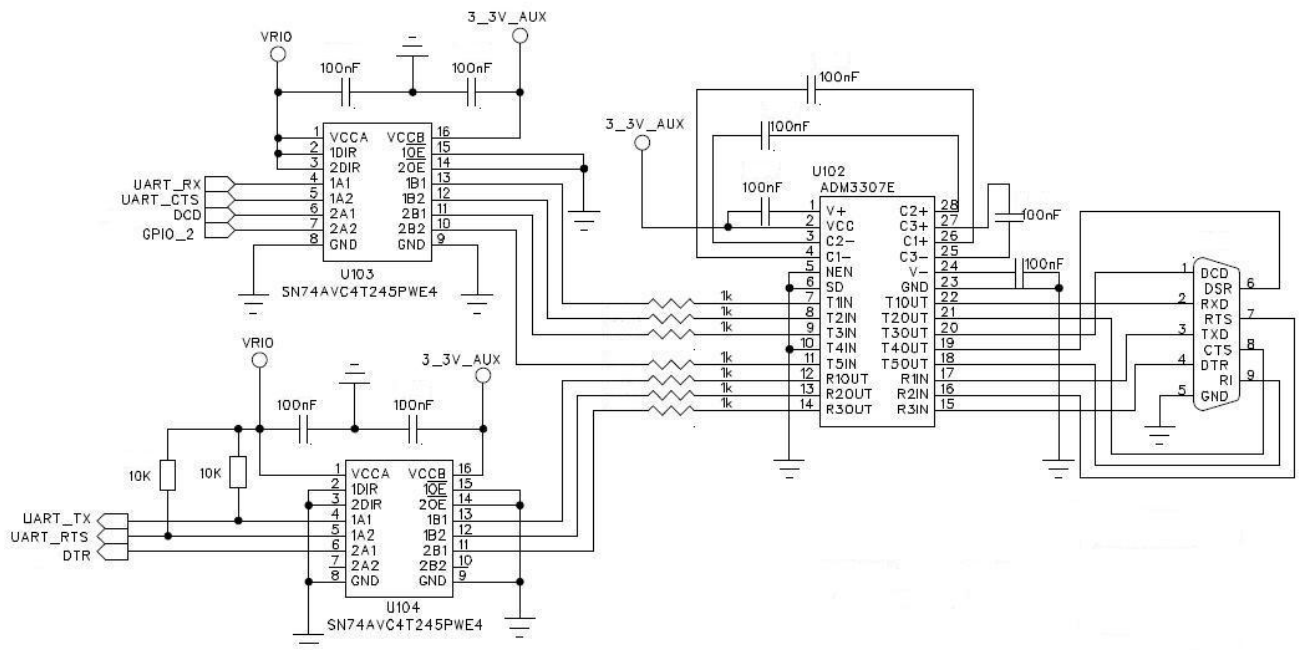 VRIO
3_3V_AUX
100nF
100nF
1 VCCA VCCB 16
2 1DIR 1OE 15
3 2DIR 2OE 14
UART_RX 4 1A1 1B1 13
UART_CTS 5 1A2 1B2 12
DCD 6 2A1 2B1 11
GPIO_2 7 2A2 2B2 10
8 GND GND 9
U103
SN74AVC4T245PWE4
VRIO
3_3V_AUX
100nF
100nF
10K
10K
1 VCCA VCCB 16
2 1DIR 1OE 15
3 2DIR 2OE 14
UART_TX 4 1A1 1B1 13
UART_RTS 5 1A2 1B2 12
DTR 6 2A1 2B1 11
7 2A2 2B2 10
8 GND GND 9
U104
SN74AVC4T245PWE4
1k
1k
1k
1k
1k
1k
1k
3_3V_AUX
100nF
100nF
100nF
100nF
100nF
U102
ADM3307E
1 V+ C2+ 28
2 VCC C3+ 27
3 C2- C1+ 26
4 C1- C3- 25
5 NEN V- 24
6 SD GND 23
7 T1IN T1OUT 22
8 T2IN T2OUT 21
9 T3IN T3OUT 20
10 T4IN T4OUT 19
11 T5IN T5OUT 18
12 R1OUT R1IN 17
13 R2OUT R2IN 16
14 R3OUT R3IN 15
1 DCD
DSR 6
2 RXD
RTS 7
3 TXD
CTS 8
4 DTR
RI 9
5 GND